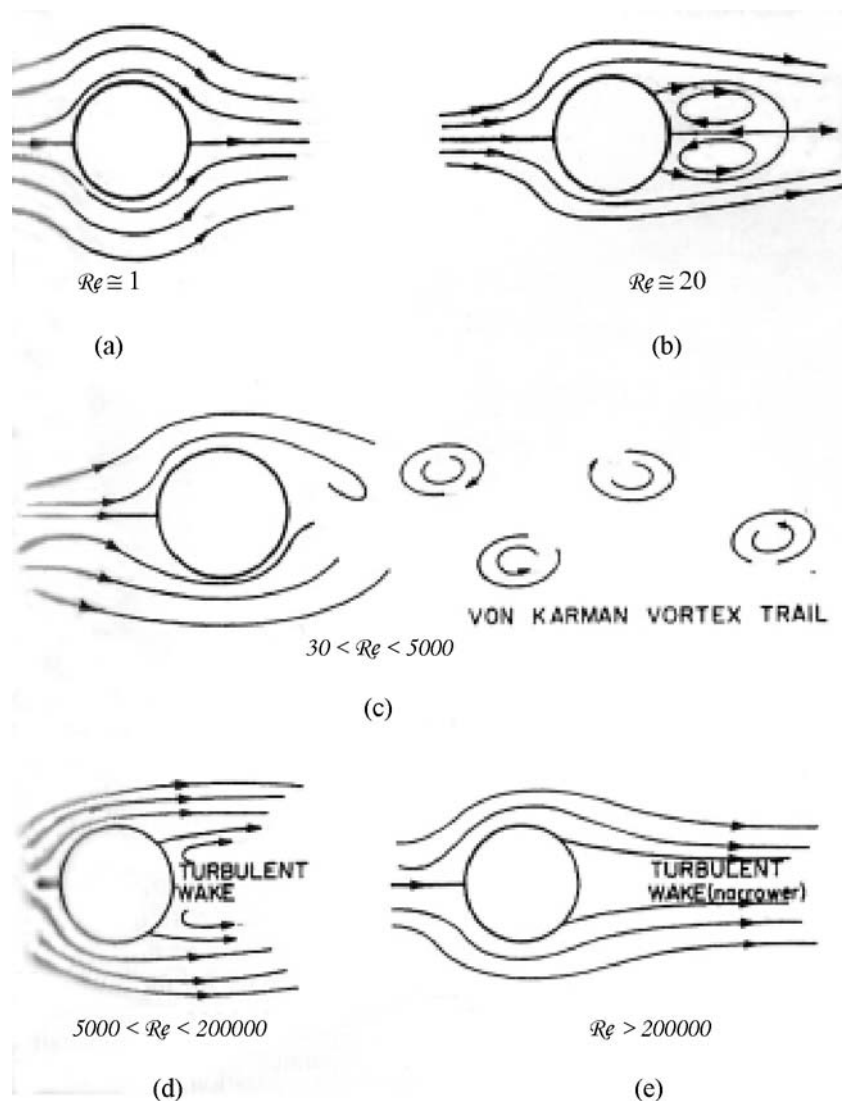 Re ≅ 1
Re ≅ 20
(a)
(b)
VON KARMAN VORTEX TRAIL
30 < Re < 5000
(c)
TURBULENT
WAKE
TURBULENT
WAKE(narrower)
5000 < Re < 200000
Re > 200000
(d)
(e)